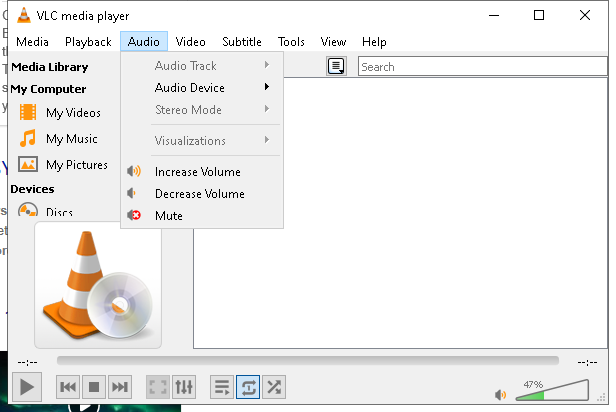 VLC media player
Media Playback Audio Video Subtitle Tools View Help
Media Library
Search
My Computer
My Videos
My Music
My Pictures
Devices
Discs
Audio Track
Audio Device
Stereo Mode
Visualizations
Increase Volume
Decrease Volume
Mute
--:-- --:--
47%